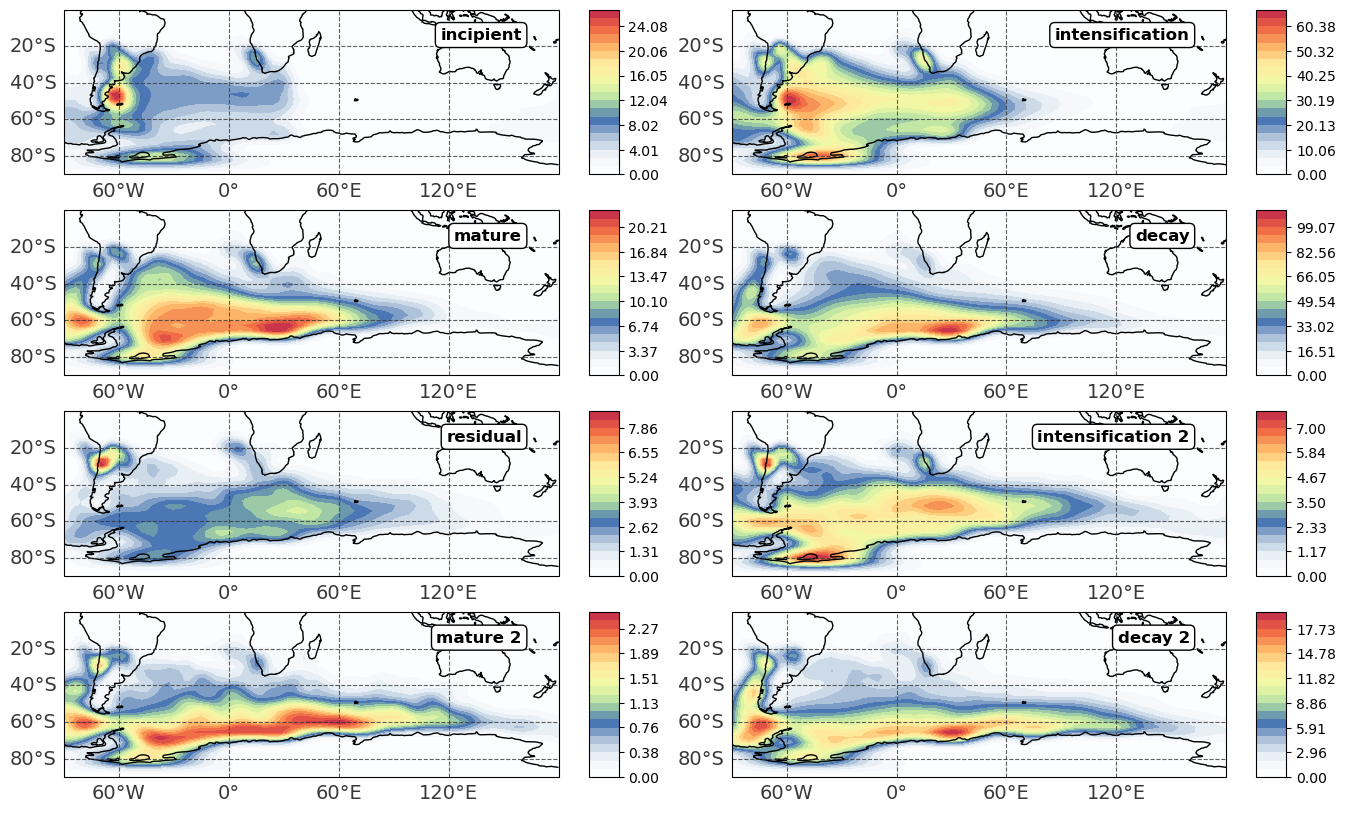 incipient
20°S
40°S
60°S
80°S
60°W
0°
60°E
120°E
24.08
20.06
16.05
12.04
8.02
4.01
0.00
intensification
60°W
0°
60°E
120°E
60.38
50.32
40.25
30.19
20.13
10.06
0.00
20°S
40°S
60°S
80°S
mature
20°S
40°S
60°S
80°S
60°W
0°
60°E
120°E
20.21
16.84
13.47
10.10
6.74
3.37
0.00
decay
20°S
40°S
60°S
80°S
60°W
0°
60°E
120°E
99.07
82.56
66.05
49.54
33.02
16.51
0.00
residual
20°S
40°S
60°S
80°S
60°W
0°
60°E
120°E
7.86
6.55
5.24
3.93
2.62
1.31
0.00
intensification 2
20°S
40°S
60°S
80°S
60°W
0°
60°E
120°E
7.00
5.84
4.67
3.50
2.33
1.17
0.00
mature 2
20°S
40°S
60°S
80°S
60°W
0°
60°E
120°E
2.27
1.89
1.51
1.13
0.76
0.38
0.00
decay 2
20°S
40°S
60°S
80°S
60°W
0°
60°E
120°E
17.73
14.78
11.82
8.86
5.91
2.96
0.00